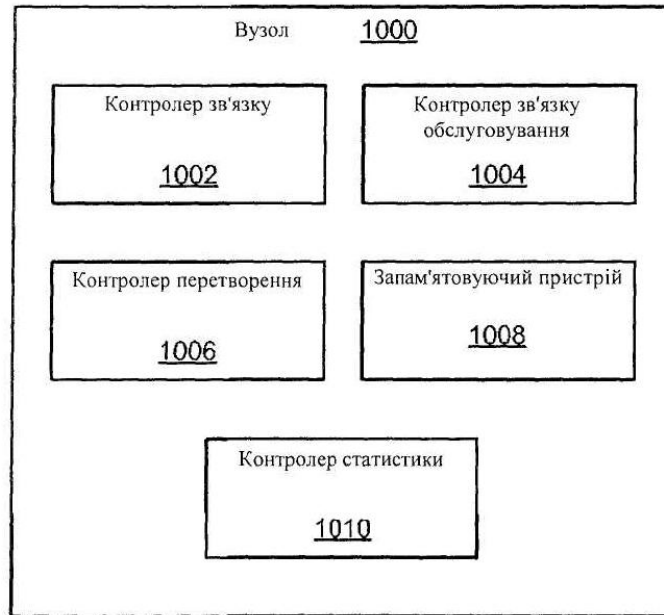 Вузол 1000
Контролер зв'язку
1002
Контролер зв'язку
обслуговування
1004
Контролер перетворення
1006
Запам'ятовуючий пристрій
1008
Контролер статистики
1010